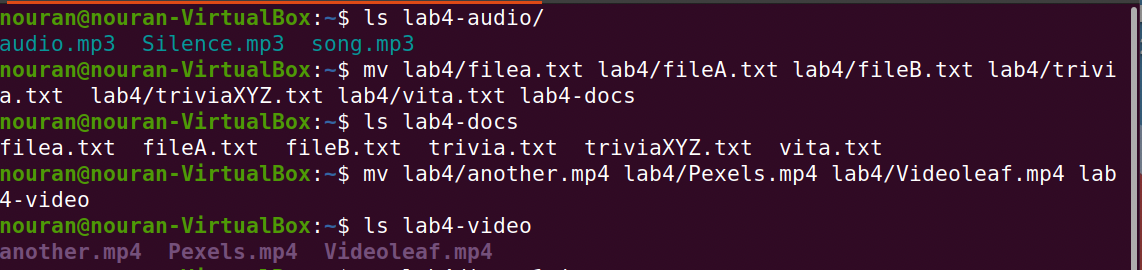 nouran@nouran-VirtualBox:~$ ls lab4-audio/
audio.mp3  Silence.mp3  song.mp3
nouran@nouran-VirtualBox:~$ mv lab4/filea.txt lab4/fileA.txt lab4/fileB.txt lab4/trivi
a.txt  lab4/triviaXYZ.txt lab4/vita.txt lab4-docs
nouran@nouran-VirtualBox:~$ ls lab4-docs
filea.txt  fileA.txt  fileB.txt  trivia.txt  triviaXYZ.txt  vita.txt
nouran@nouran-VirtualBox:~$ mv lab4/another.mp4 lab4/Pexels.mp4 lab4/Videoleaf.mp4 lab
4-video
nouran@nouran-VirtualBox:~$ ls lab4-video
another.mp4  Pexels.mp4  Videoleaf.mp4